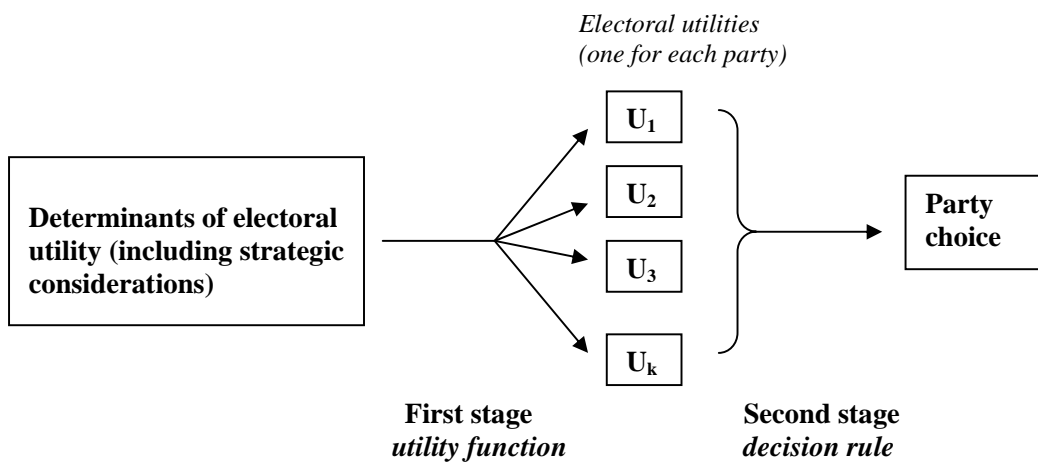 Electoral utilities
(one for each party)
U1
U2
U3
Uk
Determinants of electoral
utility (including strategic
considerations)
Party
choice
First stage
utility function
Second stage
decision rule